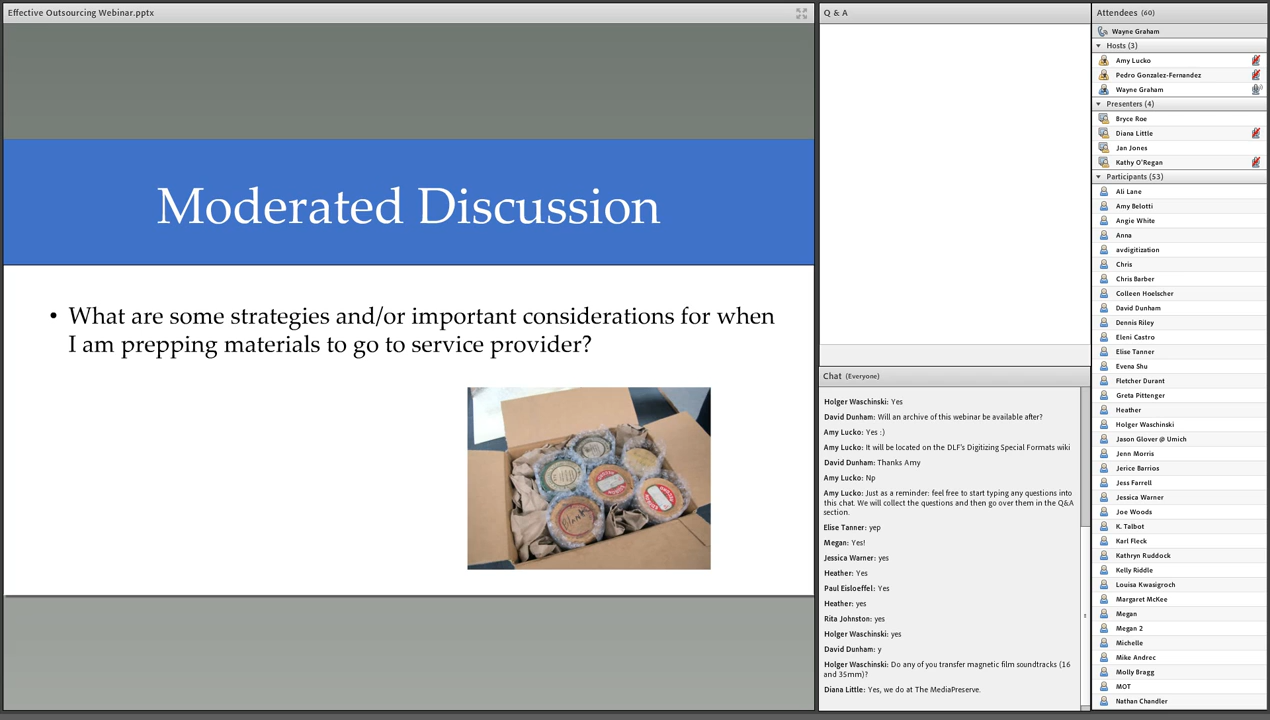 Effective Outsourcing Webinar.pptx
Moderated Discussion
• What are some strategies and/or important considerations for when
I am prepping materials to go to service provider?
Blank
Q & A
Chat (Everyone)
Holger Waschinski: Yes
David Dunham: Will an archive of this webinar be available after?
Amy Lucko: Yes :)
Amy Lucko: It will be located on the DLF's Digitizing Special Formats wiki
David Dunham: Thanks Amy
Amy Lucko: Np
Amy Lucko: Just as a reminder: feel free to start typing any questions into
this chat. We will collect the questions and then go over them in the Q&A
section.
Elise Tanner: yep
Megan: Yes!
Jessica Warner: yes
Heather: Yes
Paul Eisloeffel: Yes
Heather: yes
Rita Johnston: yes
Holger Waschinski: yes
David Dunham: y
Holger Waschinski: Do any of you transfer magnetic film soundtracks (16
and 35mm)?
Diana Little: Yes, we do at The MediaPreserve.
Attendees (60)
Wayne Graham
Hosts (3)
Amy Lucko
Pedro Gonzalez-Fernandez
Wayne Graham
Presenters (4)
Bryce Roe
Diana Little
Jan Jones
Kathy O'Regan
Participants (53)
Ali Lane
Amy Belotti
Angie White
Anna
avdigitization
Chris
Chris Barber
Colleen Hoelscher
David Dunham
Dennis Riley
Eleni Castro
Elise Tanner
Evena Shu
Fletcher Durant
Greta Pittenger
Heather
Holger Waschinski
Jason Glover @ Umich
Jenn Morris
Jerice Barrios
Jess Farrell
Jessica Warner
Joe Woods
K. Talbot
Karl Fleck
Kathryn Ruddock
Kelly Riddle
Louisa Kwasigroch
Margaret McKee
Megan
Megan 2
Michelle
Mike Andrec
Molly Bragg
MOT
Nathan Chandler